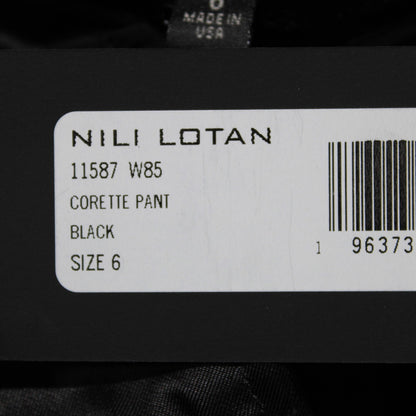 6
MADE IN
USA
NILI LOTAN
11587 W85
CORETTE PANT
BLACK
SIZE 6
1 96373